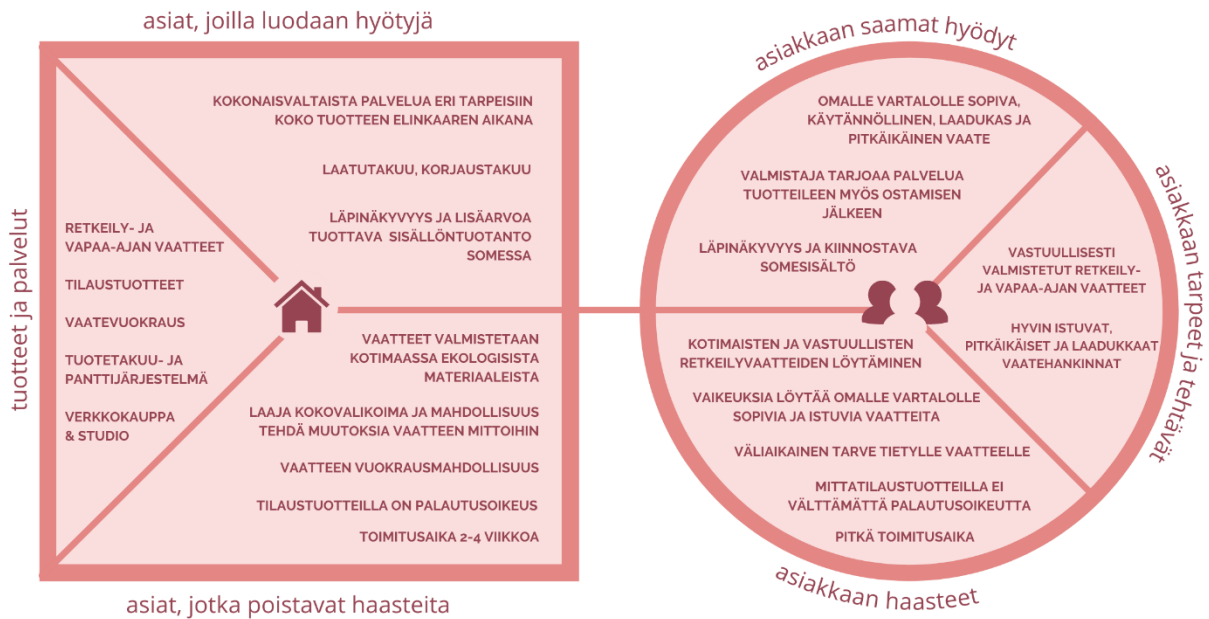 asiat, joilla luodaan hyötyjä
KOKONAISVALTAISTA PALVELUA ERI TARPEISIIN
KOKO TUOTTEEN ELINKAAREN AIKANA
LAATUTAKUU, KORJAUSTAKUU
LÄPINÄKYVYYS JA LISÄARVOA
TUOTTAVA SISÄLLÖNTUOTANTO
SOMESSA
tuotteet ja palvelut
RETKEILY- JA
VAPAA-AJAN VAATTEET
TILAUSTUOTTEET
VAATEVUOKRAUS
TUOTETAKUU- JA
PANTTIJÄRJESTELMÄ
VERKKOKAUPPA
& STUDIO
VAATTEET VALMISTETAAN
KOTIMAASSA EKOLOGISISTA
MATERIAALEISTA
LAAJA KOKOVALIKOIMA JA MAHDOLLISUUS
TEHDÄ MUUTOKSIA VAATTEEN MITTOIHIN
VAATTEEN VUOKRAUSMAHDOLLISUUS
TILAUSTUOTTEILLA ON PALAUTUSOIKEUS
TOIMITUSAIKA 2-4 VIIKKOA
asiat, jotka poistavat haasteita
asiakkaan saamat hyödyt
OMALLE VARTALOLLE SOPIVA,
KÄYTÄNNÖLLINEN, LAADUKAS JA
PITKÄIKÄINEN VAATE
VALMISTAJA TARJOAA PALVELUA
TUOTTEILEEN MYÖS OSTAMISEN
JÄLKEEN
LÄPINÄKYVYYS JA KIINNOSTAVA
SOMESISÄLTÖ
asiakkaan tarpeet ja tehtävät
VASTUULLISESTI
VALMISTETUT RETKEILY-
JA VAPAA-AJAN VAATTEET
HYVIN ISTUVAT,
PITKÄIKÄISET JA LAADUKKAAT
VAATEHANKINNAT
KOTIMAISTEN JA VASTUULLISTEN
RETKEILYVAATTEIDEN LÖYTÄMINEN
VAIKEUKSIA LÖYTÄÄ OMALLE VARTALOLLE
SOPIVIA JA ISTUVIA VAATTEITA
VÄLIAIKAINEN TARVE TIETYLLE VAATTEELLE
MITTATILAUSTUOTTEILLA EI
VÄLTTÄMÄTTÄ PALAUTUSOIKEUTTA
PITKÄ TOIMITUSAIKA
asiakkaan haasteet